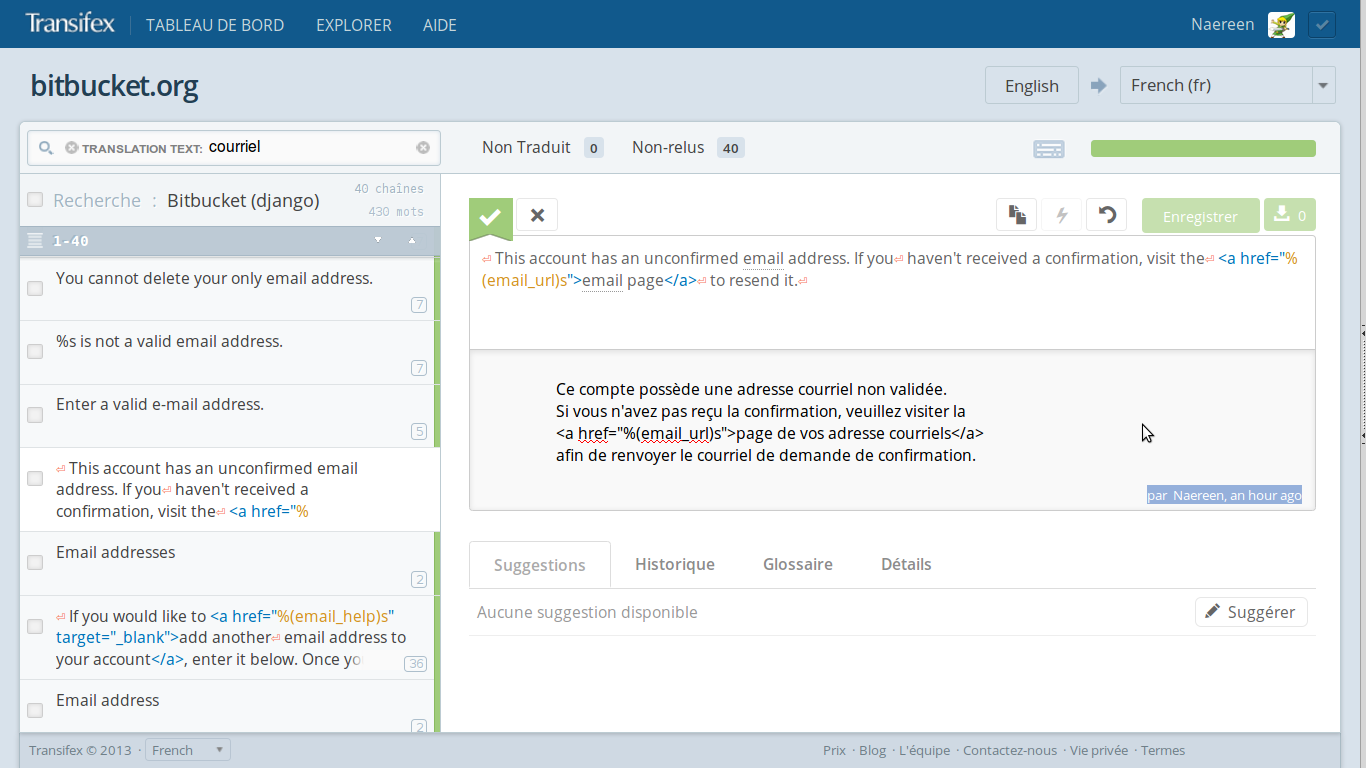 Transifex TABLEAU DE BORD EXPLORER AIDE Naereen
bitbucket.org English French (fr)
TRANSLATION TEXT: courriel
Non Traduit 0 Non-relus 40
Recherche : Bitbucket (django) 40 chaînes
430 mots
1-40
You cannot delete your only email address.
7
%s is not a valid email address.
7
Enter a valid e-mail address.
5
⏎ This account has an unconfirmed email
address. If you⏎ haven't received a
confirmation, visit the⏎ <a href="%
Email addresses
2
⏎ If you would like to <a href="%(email_help)s"
target="_blank">add another⏎ email address to
your account</a>, enter it below. Once yo
36
Email address
2
Enregistrer 0
⏎ This account has an unconfirmed email address. If you⏎ haven't received a confirmation, visit the⏎ <a href="%
(email_url)s">email page</a>⏎ to resend it.⏎
Ce compte possède une adresse courriel non validée.
Si vous n'avez pas reçu la confirmation, veuillez visiter la
<a href="%(email_url)s">page de vos adresse courriels</a>
afin de renvoyer le courriel de demande de confirmation.
par Naereen, an hour ago
Suggestions Historique Glossaire Détails
Aucune suggestion disponible Suggérer
Transifex © 2013 · French Prix · Blog · L'équipe · Contactez-nous · Vie privée · Termes